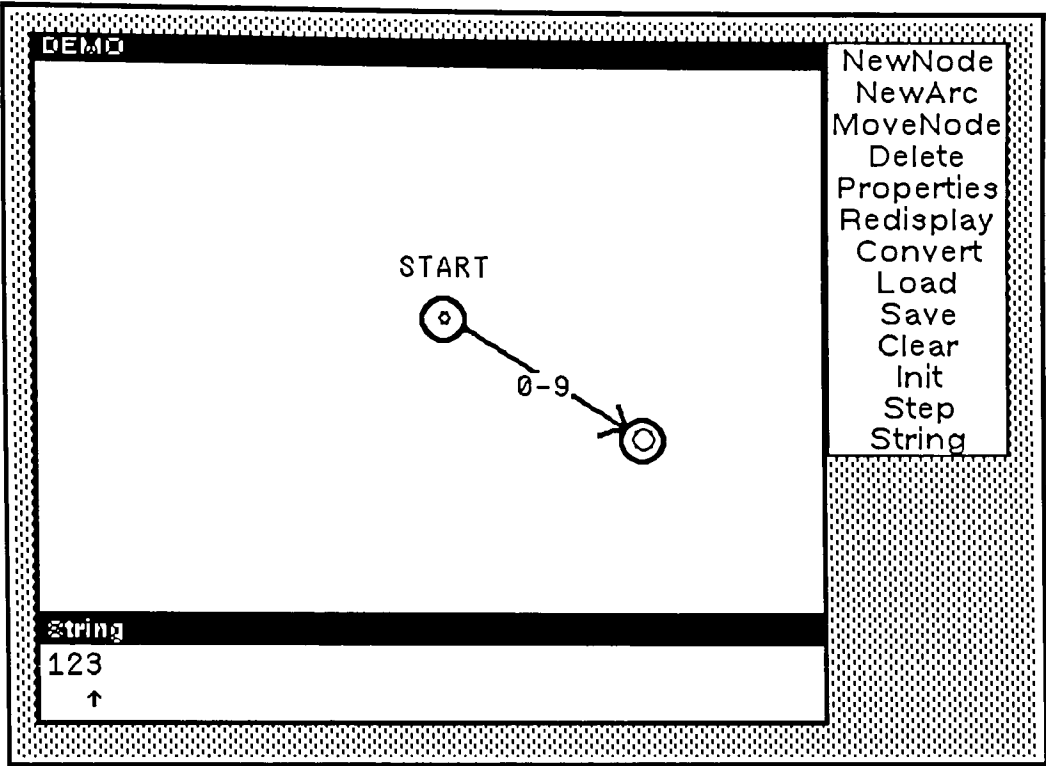 DEMO
START
0-9
String
123
↑
NewNode
NewArc
MoveNode
Delete
Properties
Redisplay
Convert
Load
Save
Clear
Init
Step
String